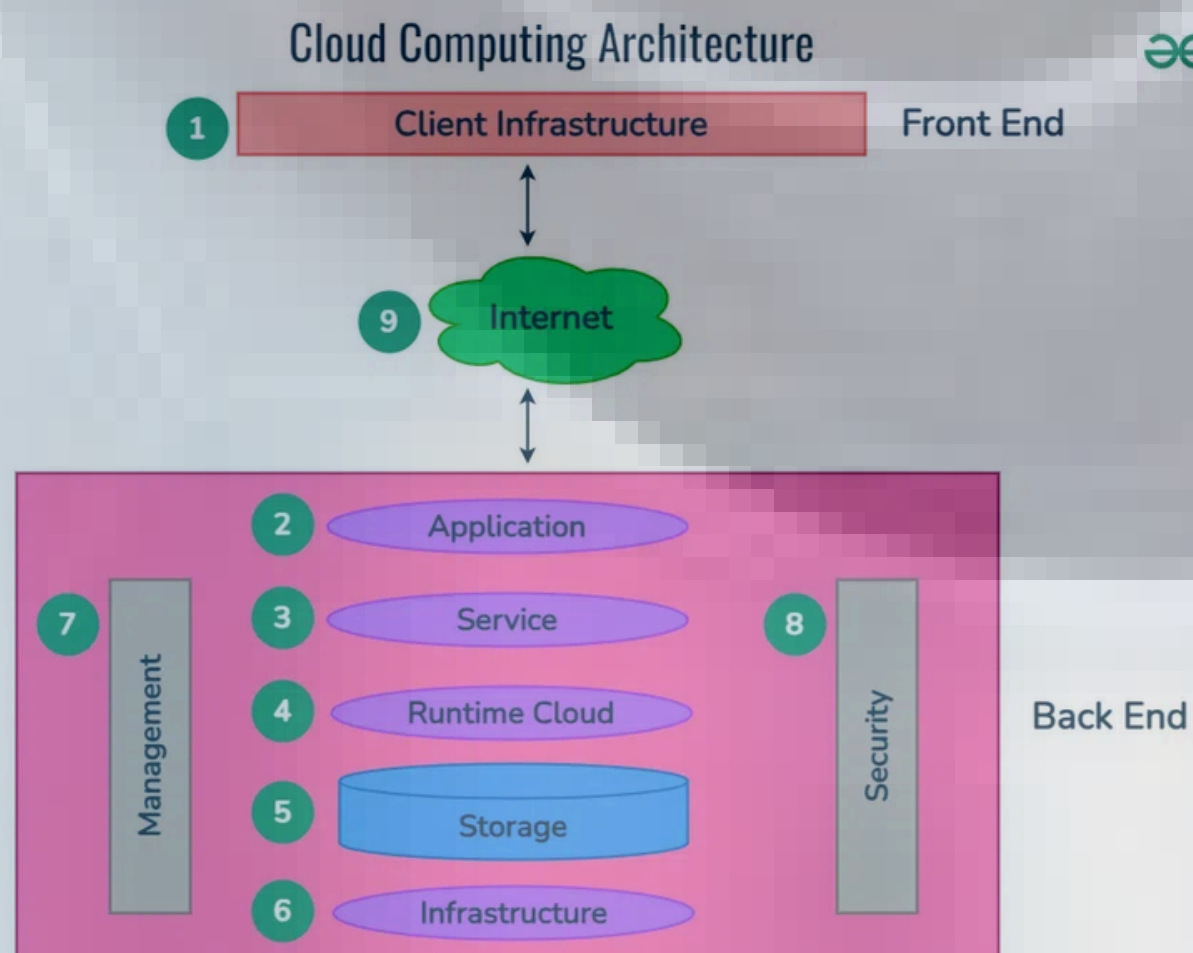 Cloud Computing Architecture
1
Client Infrastructure
Front End
9
Internet
2
Application
7
3
Service
8
Management
4
Runtime Cloud
Security
Back End
5
Storage
6
Infrastructure